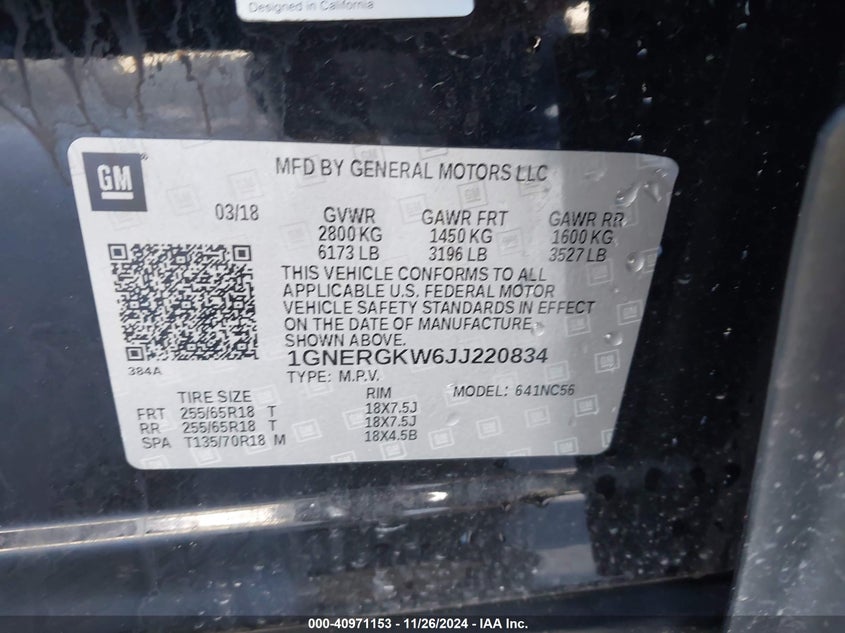 Designed in California
GM
MFD BY GENERAL MOTORS LLC
03/18 GVWR GAWR FRT GAWR RR
2800 KG 1450 KG 1600 KG
6173 LB 3196 LB 3527 LB
THIS VEHICLE CONFORMS TO ALL
APPLICABLE U.S. FEDERAL MOTOR
VEHICLE SAFETY STANDARDS IN EFFECT
ON THE DATE OF MANUFACTURE
SHOWN ABOVE.
1GNERGKW6JJ220834
384A
TYPE: M.P.V. MODEL: 641NC56
TIRE SIZE RIM
FRT 255/65R18 T 18X7.5J
RR 255/65R18 T 18X7.5J
SPA T135/70R18 M 18X4.5B
000-40971153 - 11/26/2024 - IAA Inc.